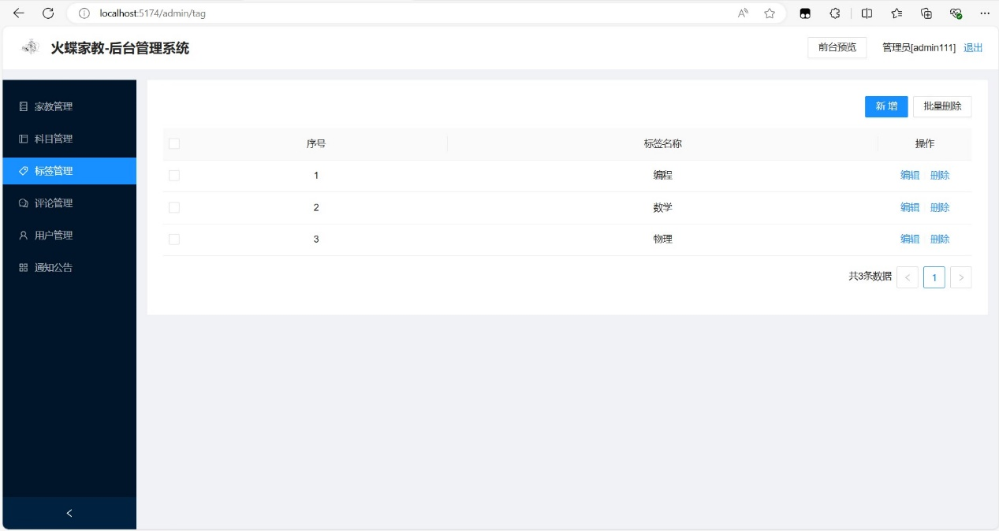 localhost:5174/admin/tag
火蝶家教-后台管理系统
前台预览 管理员[admin111] 退出
家教管理
科目管理
标签管理
评论管理
用户管理
通知公告
新 增 批量删除
序号 标签名称 操作
1 编程 编辑 删除
2 数学 编辑 删除
3 物理 编辑 删除
共3条数据 < 1 >